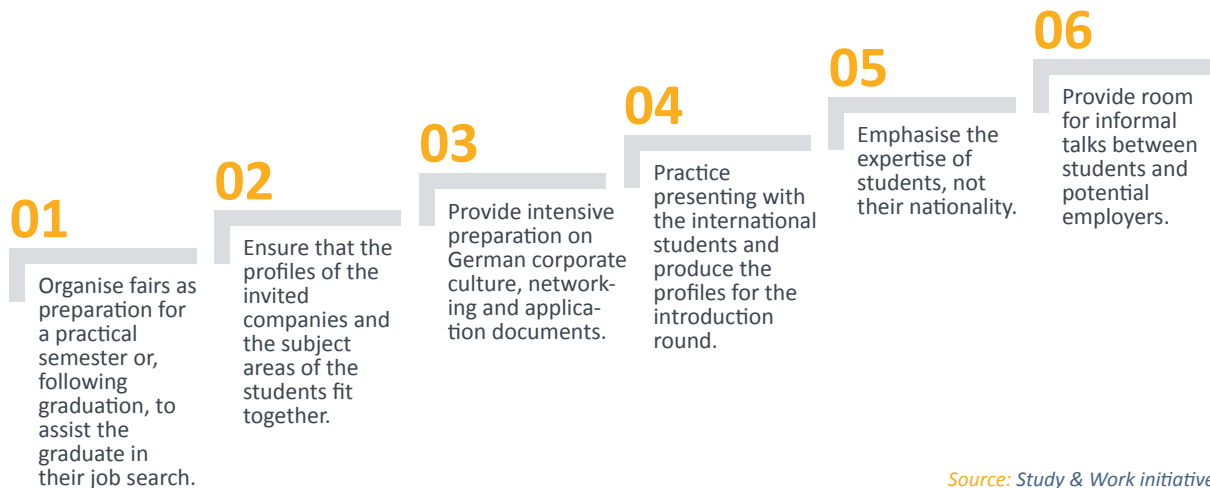 01
Organise fairs as
preparation for
a practical
semester or,
following
graduation, to
assist the
graduate in
their job search.
02
Ensure that the
profiles of the
invited
companies and
the subject
areas of the
students fit
together.
03
Provide intensive
preparation on
German corporate
culture, network-
ing and applica-
tion documents.
04
Practice
presenting with
the international
students and
produce the
profiles for the
introduction
round.
05
Emphasise the
expertise of
students, not
their nationality.
06
Provide room
for informal
talks between
students and
potential
employers.
Source: Study & Work initiative